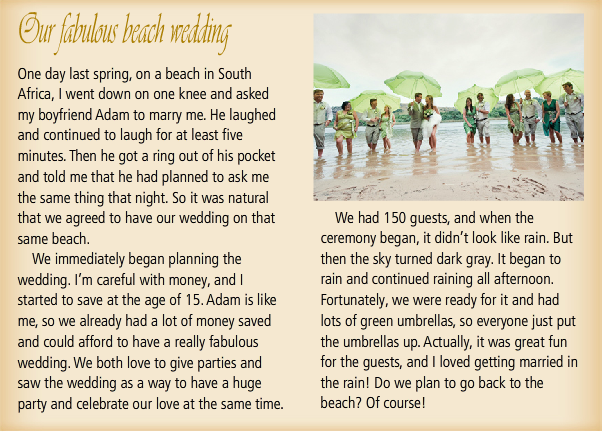 Our fabulous beach wedding
One day last spring, on a beach in South
Africa, I went down on one knee and asked
my boyfriend Adam to marry me. He laughed
and continued to laugh for at least five
minutes. Then he got a ring out of his pocket
and told me that he had planned to ask me
the same thing that night. So it was natural
that we agreed to have our wedding on that
same beach.
We immediately began planning the
wedding. I'm careful with money, and I
started to save at the age of 15. Adam is like
me, so we already had a lot of money saved
and could afford to have a really fabulous
wedding. We both love to give parties and
saw the wedding as a way to have a huge
party and celebrate our love at the same time.
We had 150 guests, and when the
ceremony began, it didn't look like rain. But
then the sky turned dark gray. It began to
rain and continued raining all afternoon.
Fortunately, we were ready for it and had
lots of green umbrellas, so everyone just put
the umbrellas up. Actually, it was great fun
for the guests, and I loved getting married in
the rain! Do we plan to go back to the
beach? Of course!